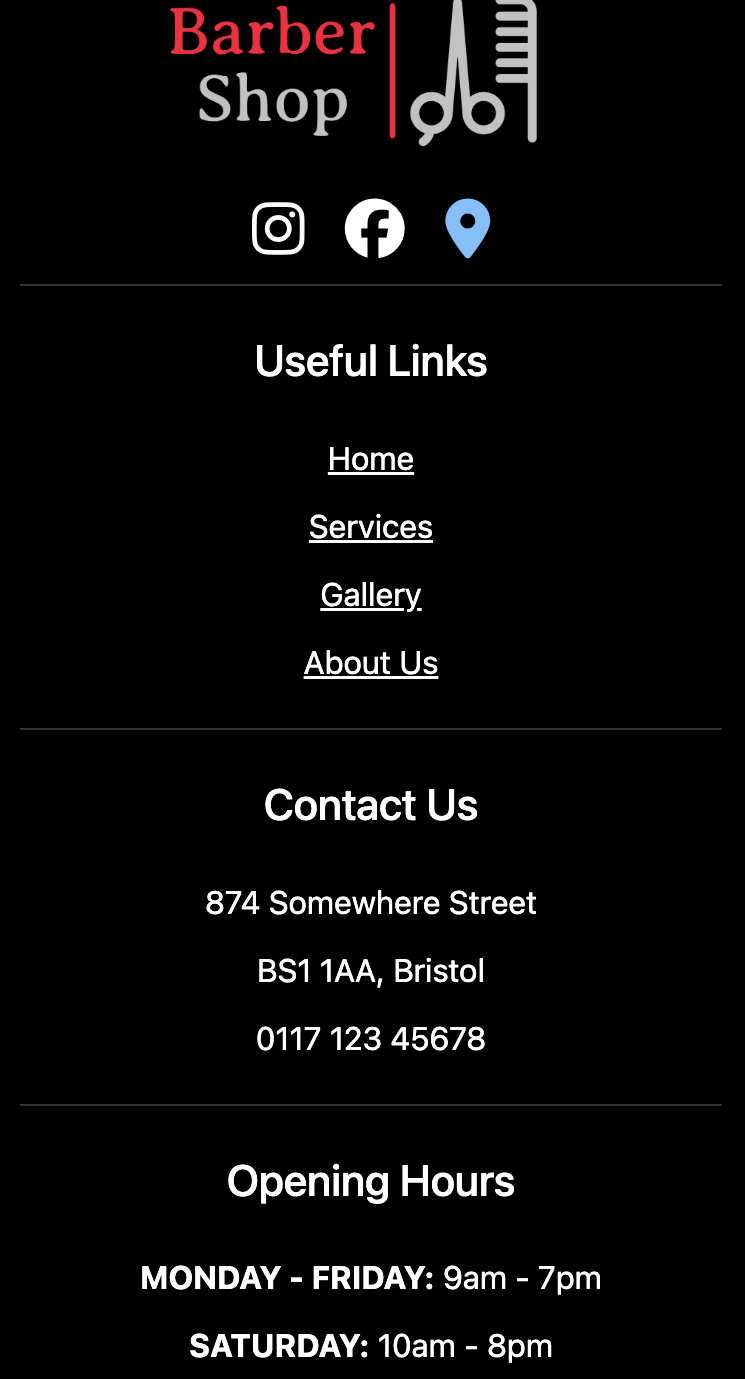 Barber
Shop
Useful Links
Home
Services
Gallery
About Us
Contact Us
874 Somewhere Street
BS1 1AA, Bristol
0117 123 45678
Opening Hours
MONDAY - FRIDAY: 9am - 7pm
SATURDAY: 10am - 8pm